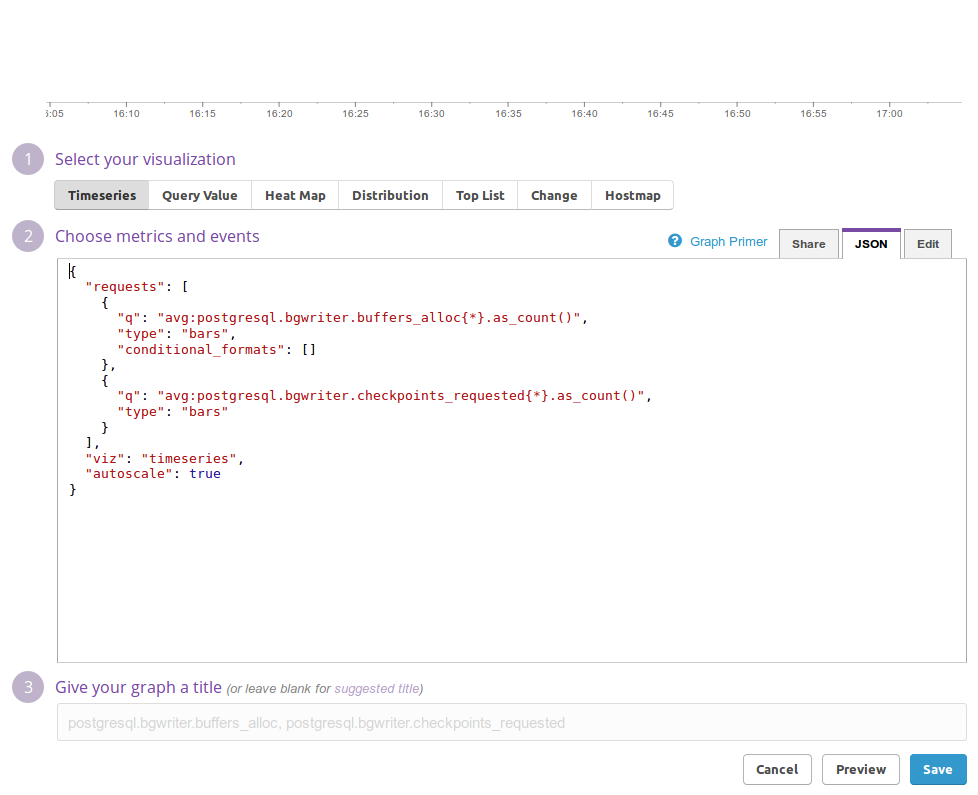 16:10 16:15 16:20 16:25 16:30 16:35 16:40 16:45 16:50 16:55 17:00
1 Select your visualization
Timeseries Query Value Heat Map Distribution Top List Change Hostmap
2 Choose metrics and events ? Graph Primer Share JSON Edit
{
"requests": [
{
"q": "avg:postgresql.bgwriter.buffers_alloc{*}.as_count()",
"type": "bars",
"conditional_formats": []
},
{
"q": "avg:postgresql.bgwriter.checkpoints_requested{*}.as_count()",
"type": "bars"
}
],
"viz": "timeseries",
"autoscale": true
}
3 Give your graph a title (or leave blank for suggested title)
postgresql.bgwriter.buffers_alloc, postgresql.bgwriter.checkpoints_requested
Cancel Preview Save